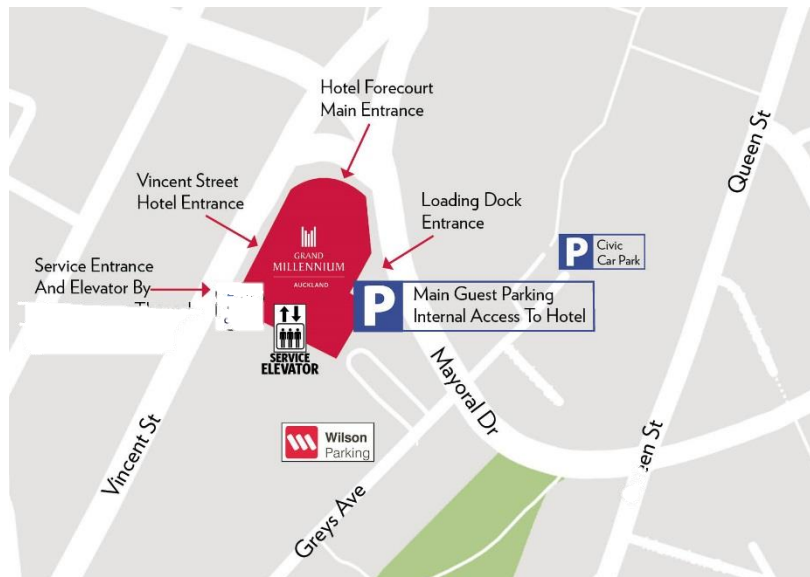 Hotel Forecourt
Main Entrance
Queen St
Vincent Street
Hotel Entrance
Loading Dock
Entrance
GRAND
MILLENNIUM
AUCKLAND
P
Civic
Car Park
Service Entrance
And Elevator By
P
Main Guest Parking
Internal Access To Hotel
SERVICE
ELEVATOR
Mayoral Dr
Vincent St
Wilson
Parking
Greys Ave
een St